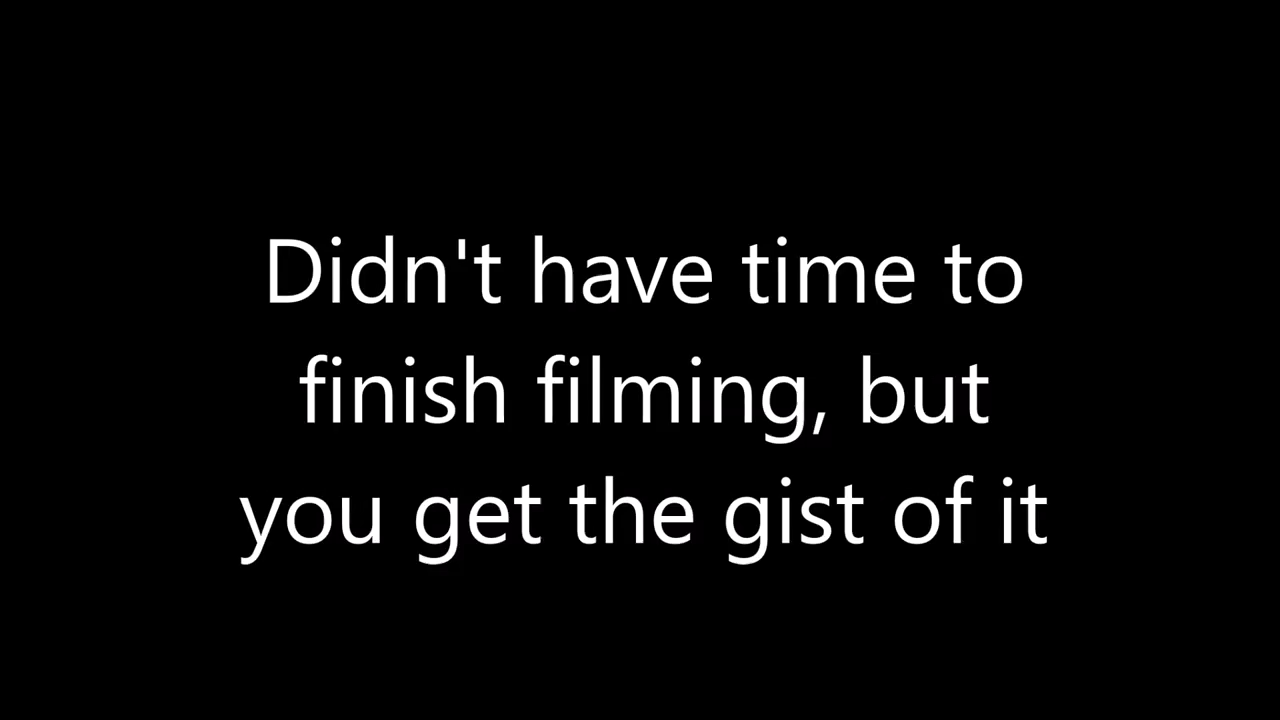 Didn't have time to
finish filming, but
you get the gist of it